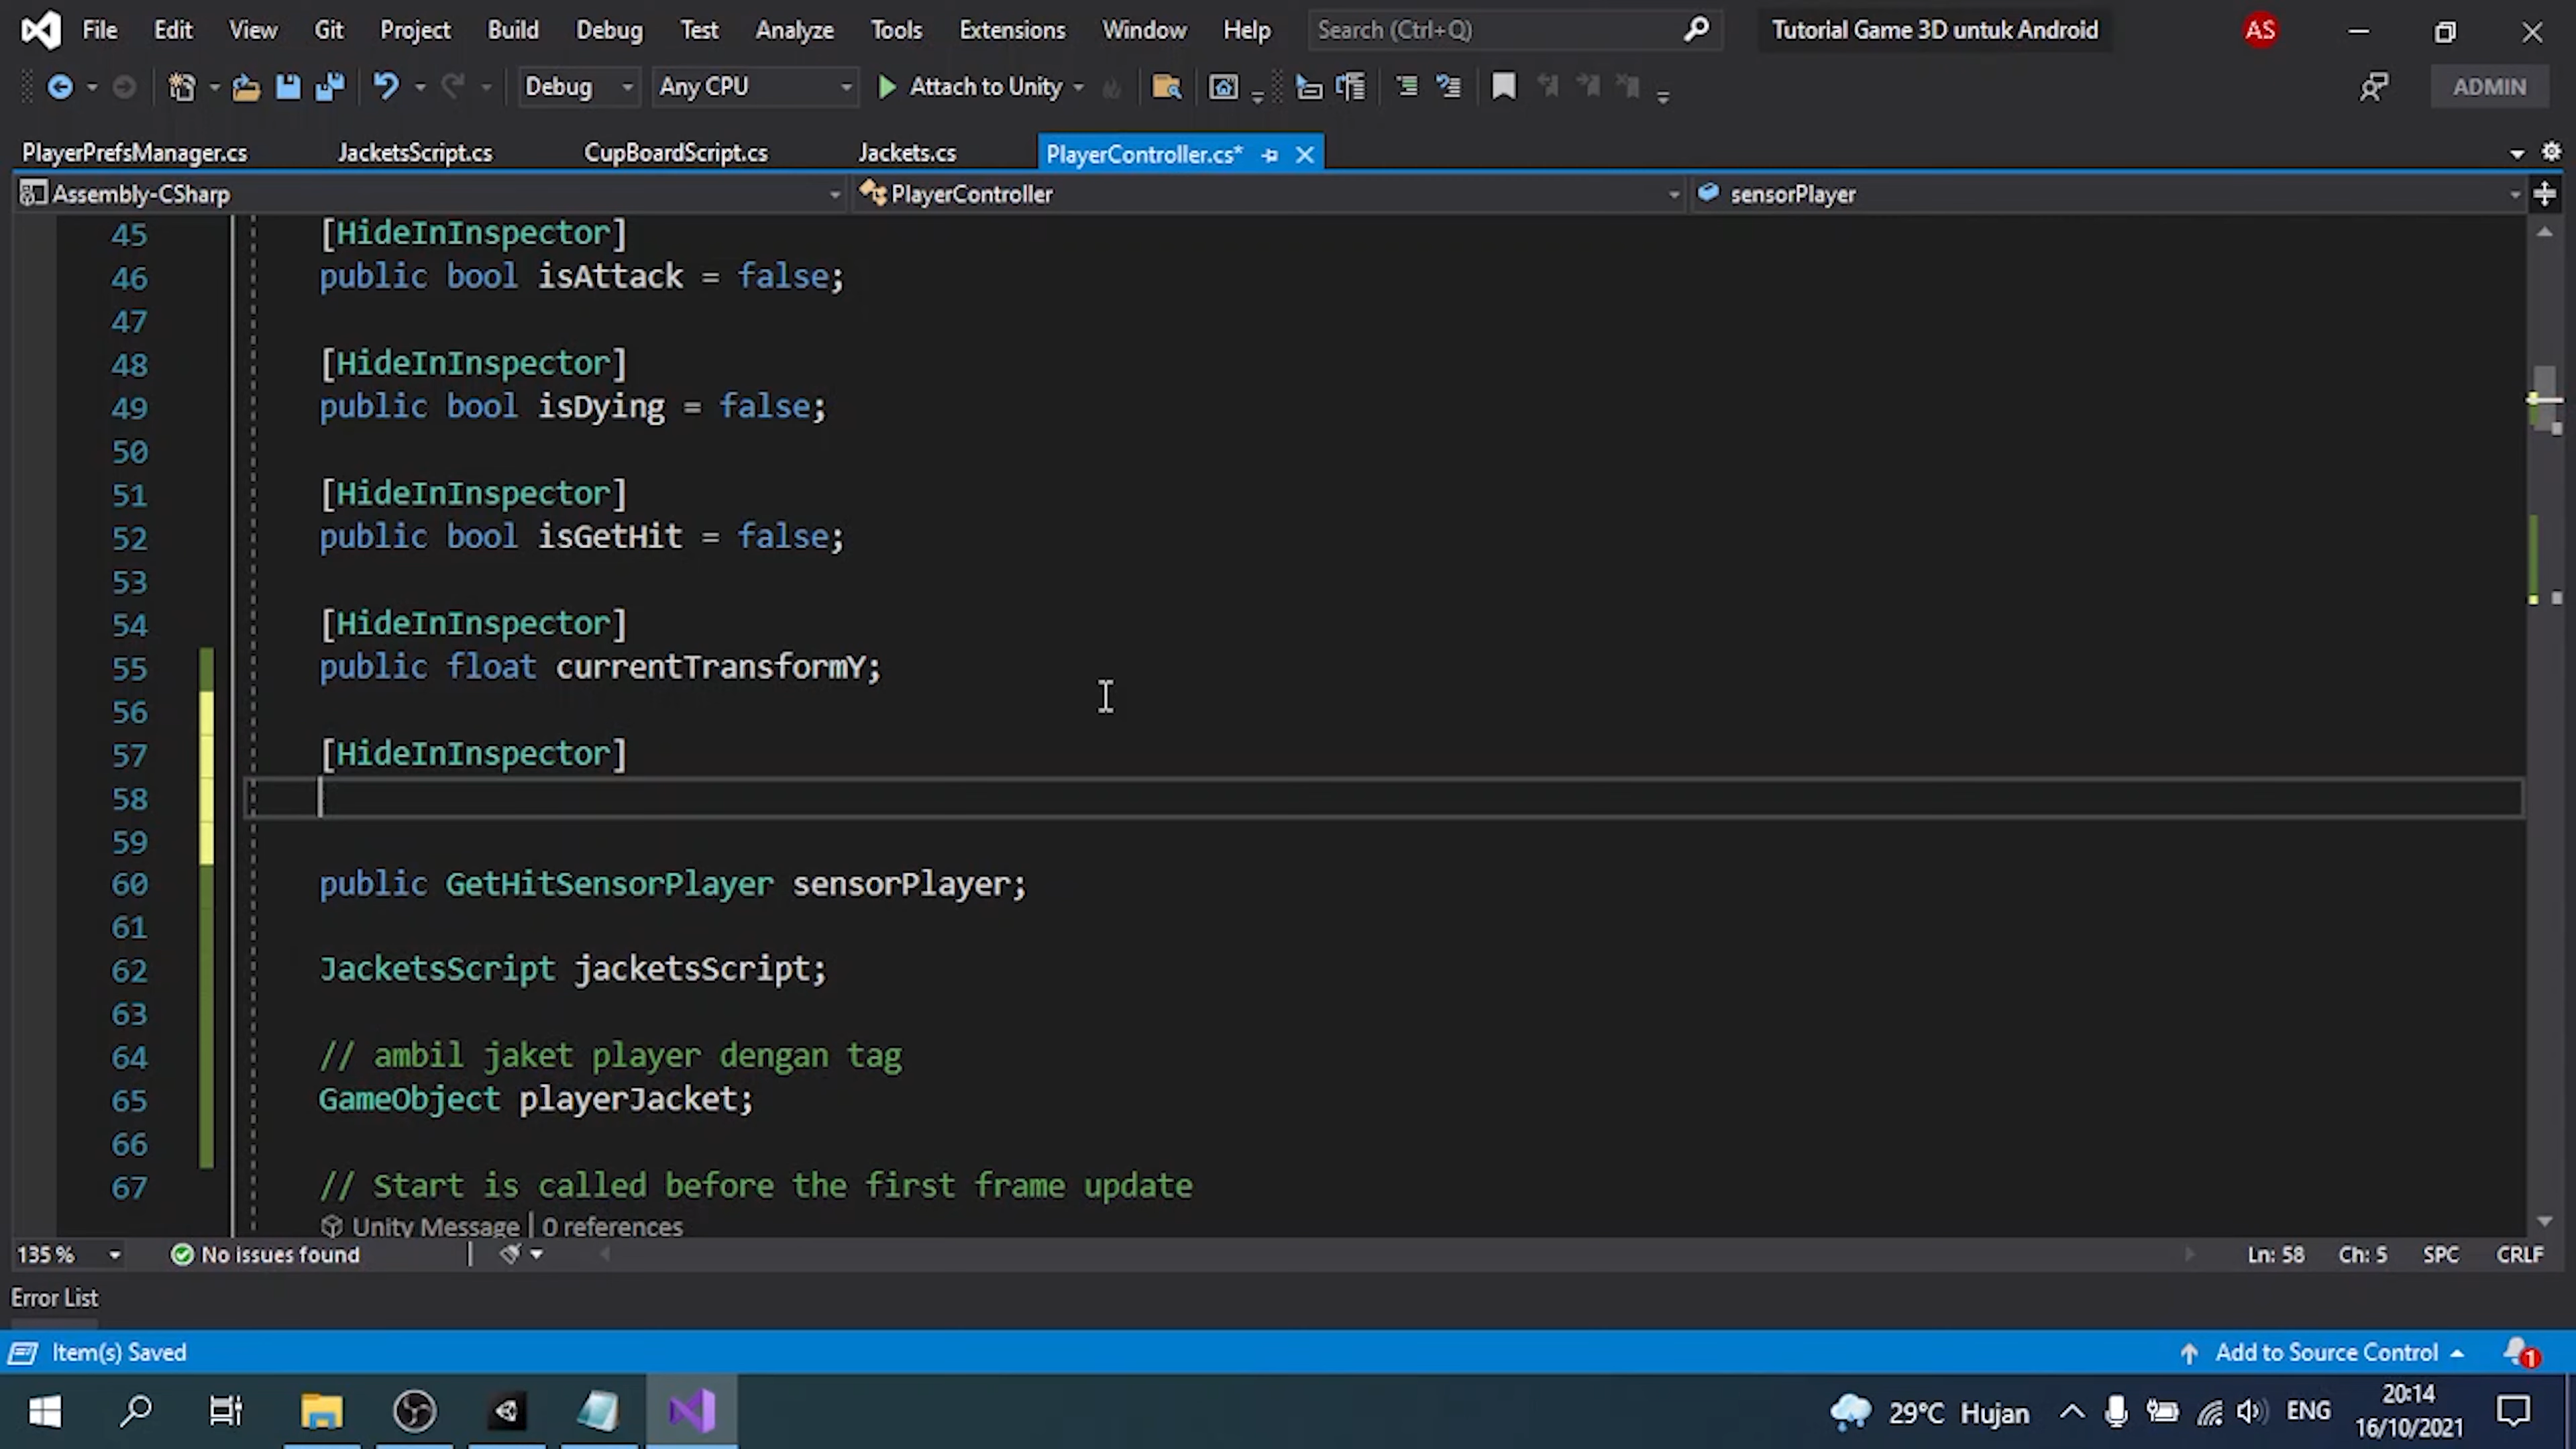 File Edit View Git Project Build Debug Test Analyze Tools Extensions Window Help Search (Ctrl+Q) Tutorial Game 3D untuk Android AS
Debug Any CPU Attach to Unity ADMIN
PlayerPrefsManager.cs JacketsScript.cs CupBoardScript.cs Jackets.cs PlayerController.cs*
Assembly-CSharp PlayerController sensorPlayer
45 [HideInInspector]
46 public bool isAttack = false;
47
48 [HideInInspector]
49 public bool isDying = false;
50
51 [HideInInspector]
52 public bool isGetHit = false;
53
54 [HideInInspector]
55 public float currentTransformY;
56
57 [HideInInspector]
58
59
60 public GetHitSensorPlayer sensorPlayer;
61
62 JacketsScript jacketsScript;
63
64 // ambil jaket player dengan tag
65 GameObject playerJacket;
66
67 // Start is called before the first frame update
Unity Message | 0 references
135 % No issues found Ln: 58 Ch: 5 SPC CRLF
Error List
Item(s) Saved Add to Source Control 1
29°C Hujan ENG 20:14
16/10/2021